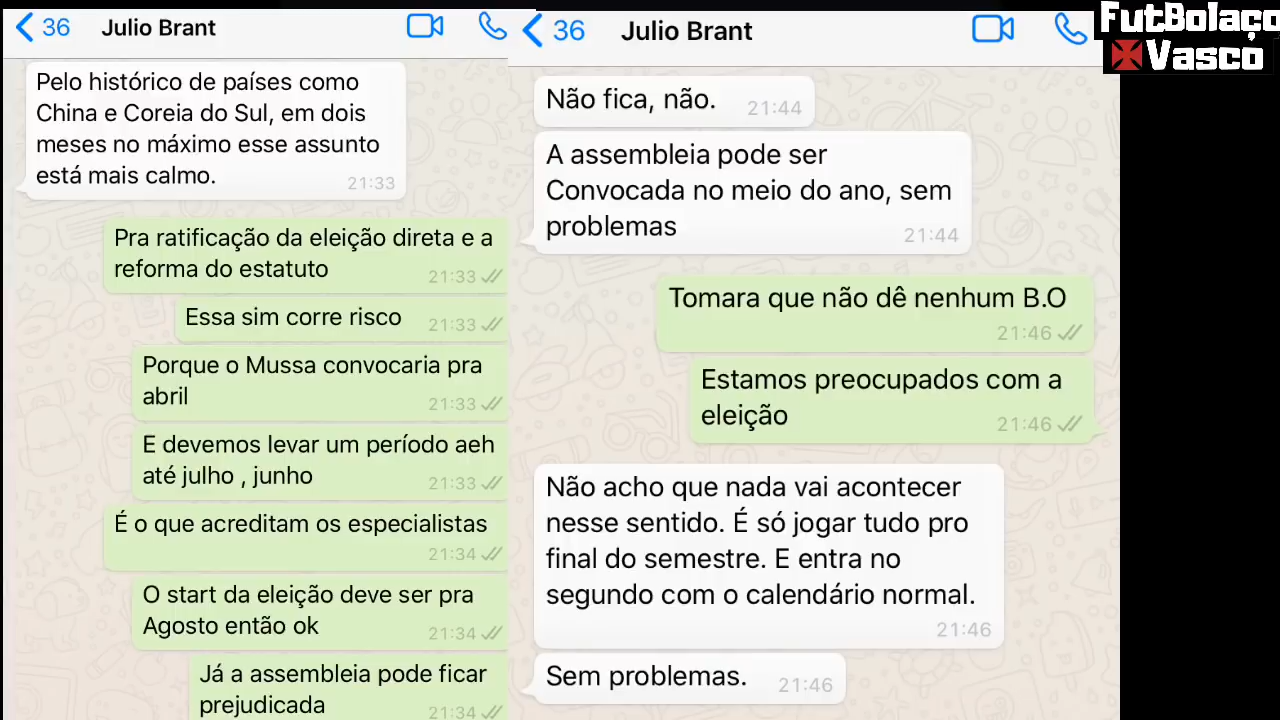 36
Julio Brant
Pelo histórico de países como
China e Coreia do Sul, em dois
meses no máximo esse assunto
está mais calmo.
21:33
Pra ratificação da eleição direta e a
reforma do estatuto
21:33
Essa sim corre risco
21:33
Porque o Mussa convocaria pra
abril
21:33
E devemos levar um período aeh
até julho , junho
21:33
É o que acreditam os especialistas
21:34
O start da eleição deve ser pra
Agosto então ok
21:34
Já a assembleia pode ficar
prejudicada
21:34
36
Julio Brant
Não fica, não.
21:44
A assembleia pode ser
Convocada no meio do ano, sem
problemas
21:44
Tomara que não dê nenhum B.O
21:46
Estamos preocupados com a
eleição
21:46
Não acho que nada vai acontecer
nesse sentido. É só jogar tudo pro
final do semestre. E entra no
segundo com o calendário normal.
21:46
Sem problemas.
21:46
FutBolaço
Vasco